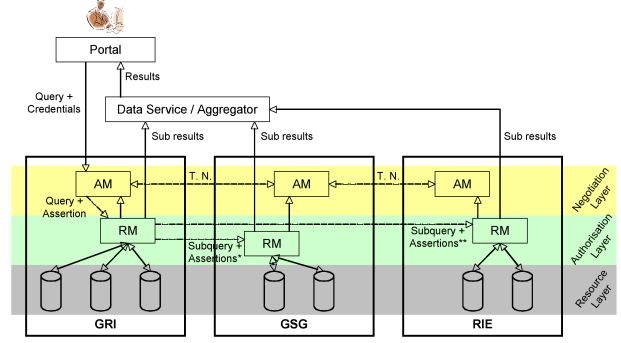 Portal
Results
Query +
Credentials
Data Service / Aggregator
Sub results
Sub results
Sub results
AM
T. N.
AM
T. N.
AM
Negotiation
Layer
Query +
Assertion
RM
Subquery +
Assertions*
RM
Subquery +
Assertions**
RM
Authorisation
Layer
Resource
Layer
GRI
GSG
RIE